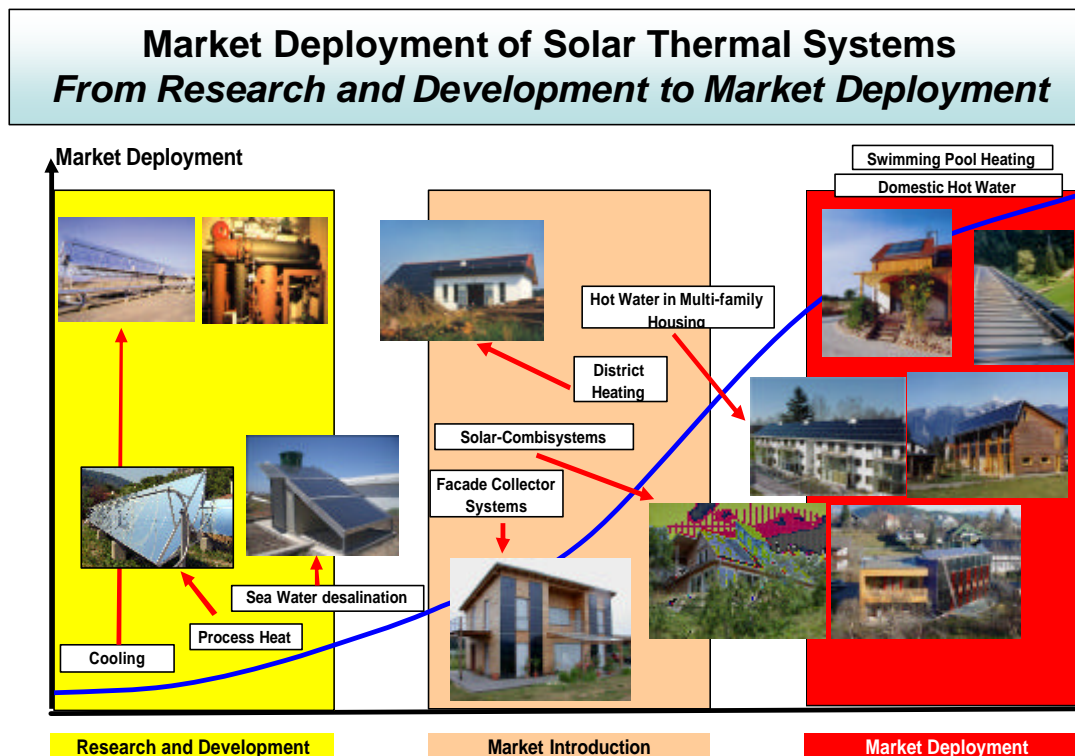 Market Deployment of Solar Thermal Systems
From Research and Development to Market Deployment
Market Deployment
Swimming Pool Heating
Domestic Hot Water
Hot Water in Multi-family
Housing
District
Heating
Solar-Combisystems
Facade Collector
Systems
Sea Water desalination
Process Heat
Cooling
Research and Development
Market Introduction
Market Deployment